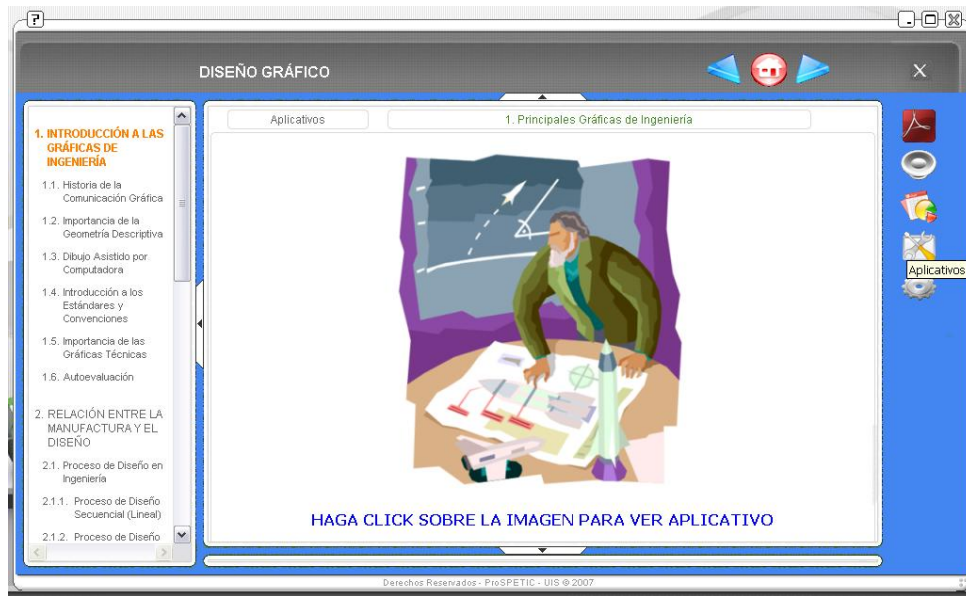 ?
DISEÑO GRÁFICO
X
Aplicativos
1. Principales Gráficas de Ingeniería
1. INTRODUCCIÓN A LAS
GRÁFICAS DE
INGENIERÍA
1.1. Historia de la
Comunicación Gráfica
1.2. Importancia de la
Geometría Descriptiva
1.3. Dibujo Asistido por
Computadora
1.4. Introducción a los
Estándares y
Convenciones
1.5. Importancia de las
Gráficas Técnicas
1.6. Autoevaluación
2. RELACIÓN ENTRE LA
MANUFACTURA Y EL
DISEÑO
2.1. Proceso de Diseño en
Ingeniería
2.1.1. Proceso de Diseño
Secuencial (Lineal)
2.1.2. Proceso de Diseño
HAGA CLICK SOBRE LA IMAGEN PARA VER APLICATIVO
Aplicativos
Derechos Reservados - ProSPETIC - UIS @ 2007